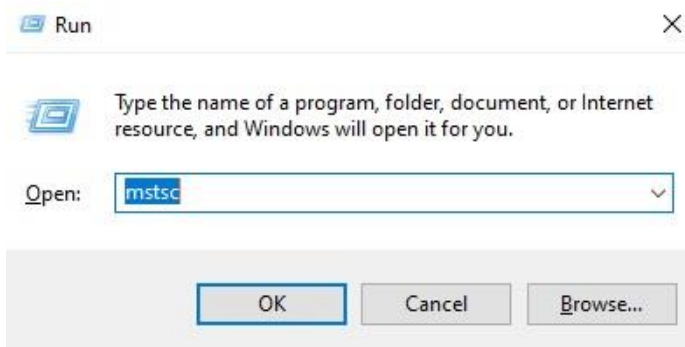 Run
Type the name of a program, folder, document, or Internet
resource, and Windows will open it for you.
Open: mstsc
OK Cancel Browse...